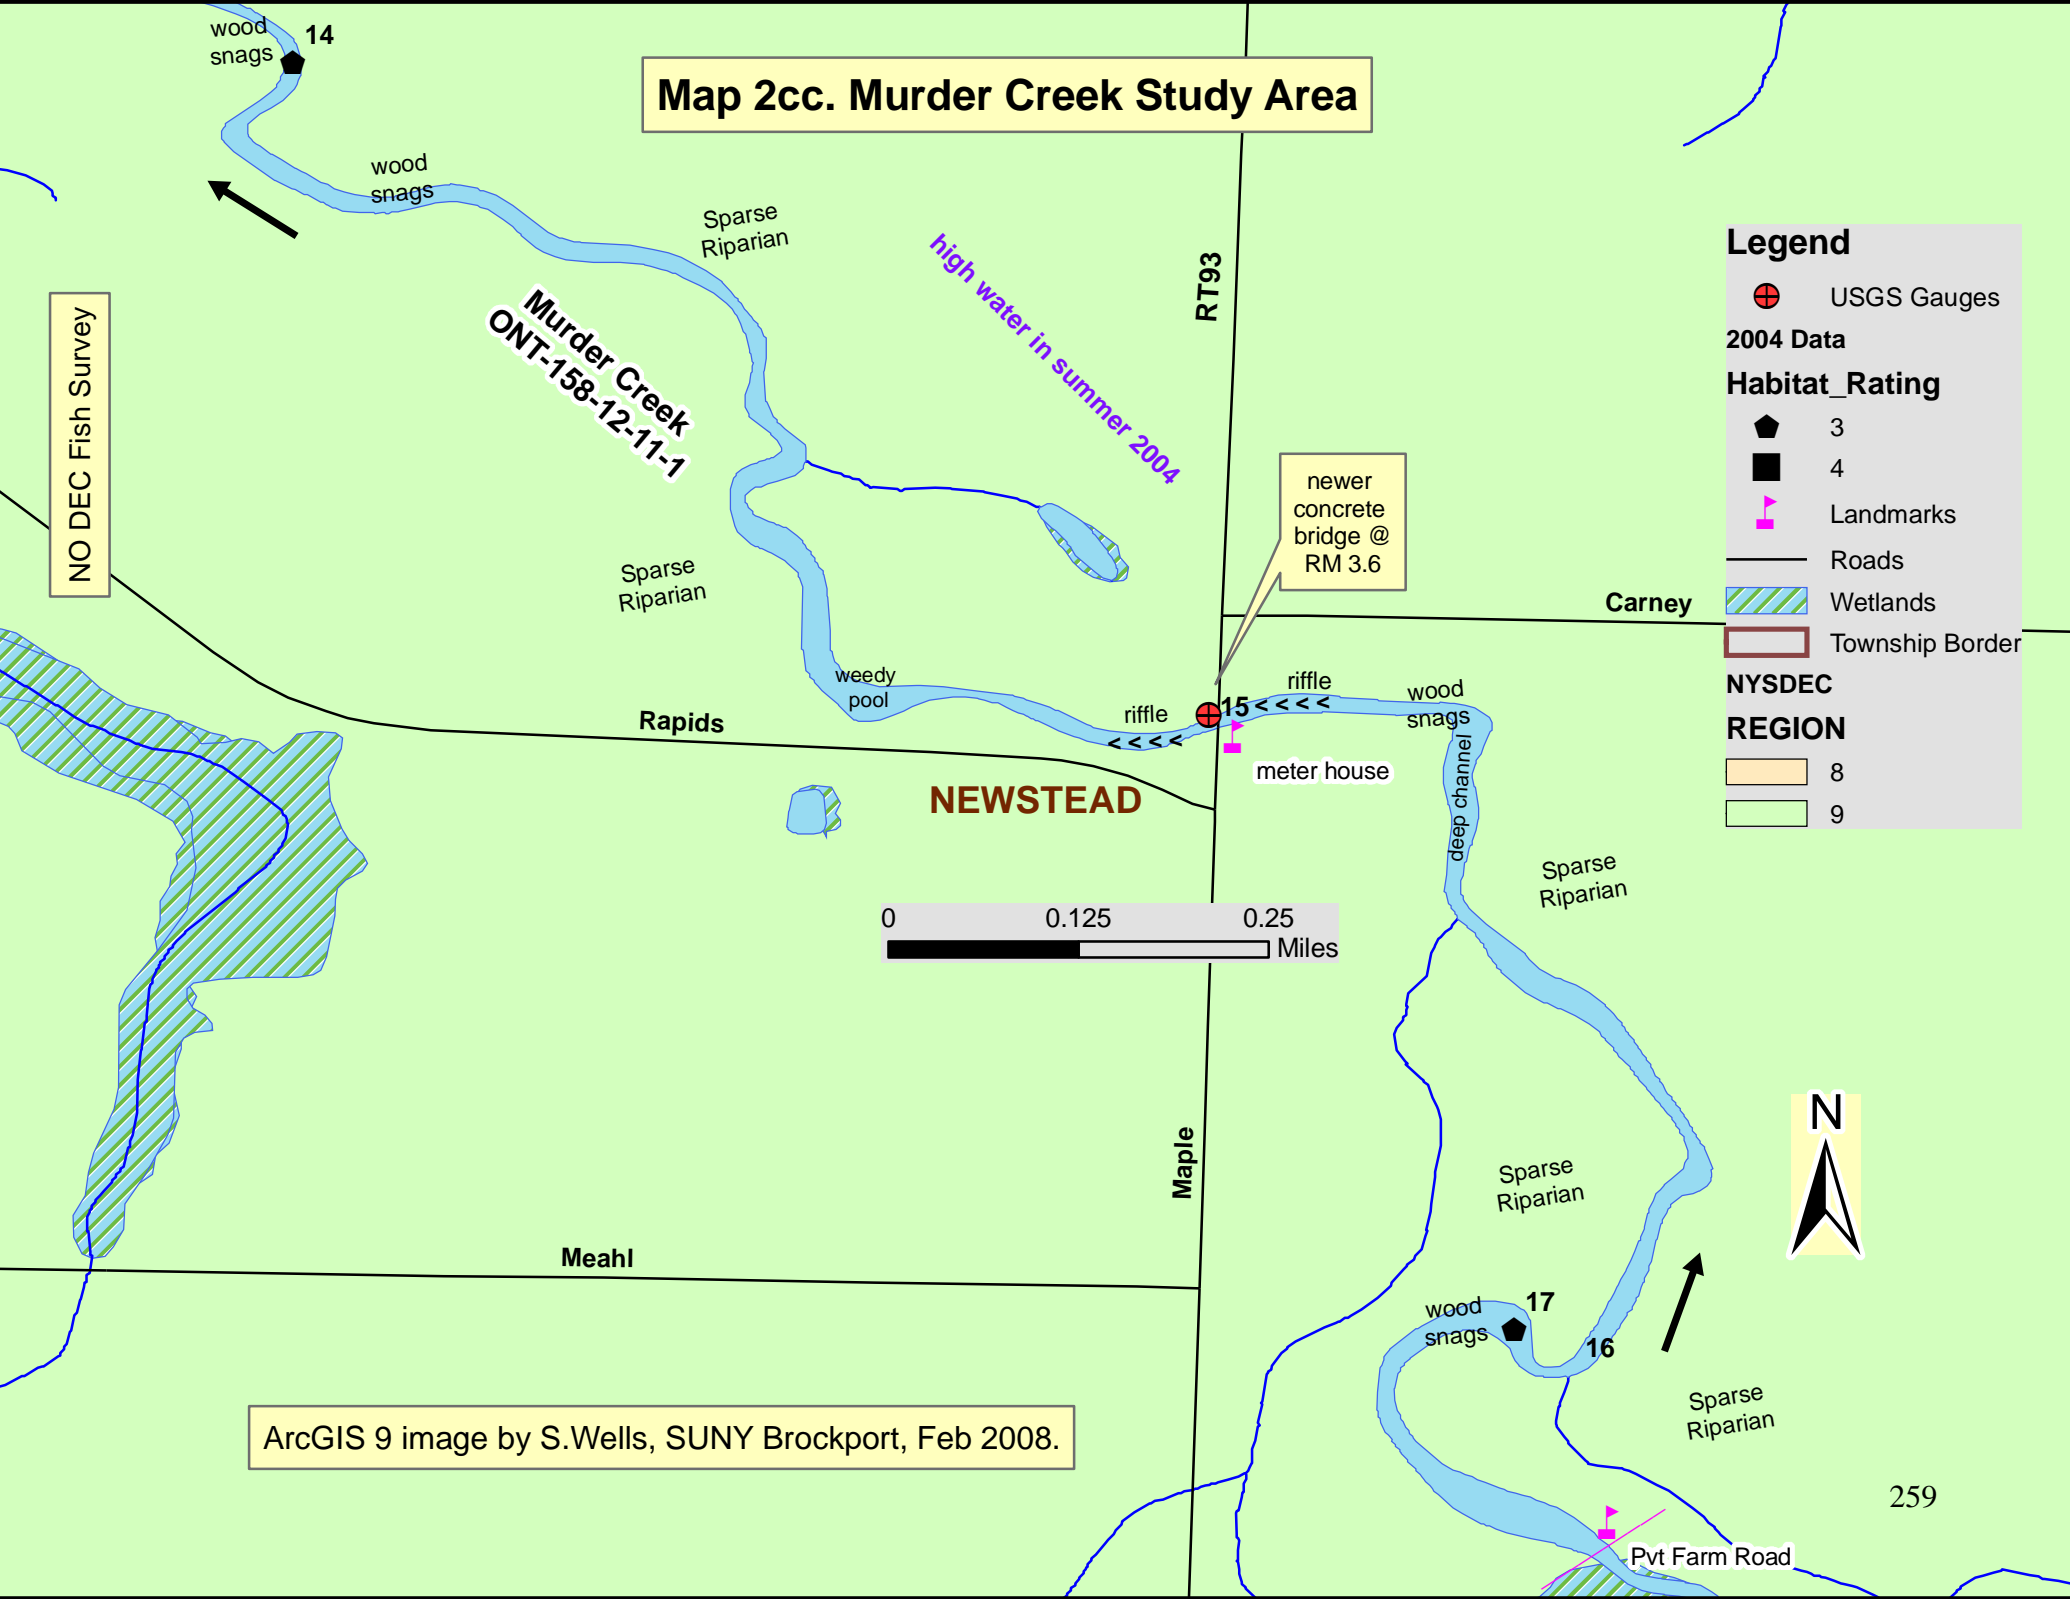 wood
snags
14
Map 2cc. Murder Creek Study Area
wood
snags
Sparse
Riparian
high water in summer 2004
RT93
Murder Creek
ONT-158-12-11-1
NO DEC Fish Survey
Legend
USGS Gauges
2004 Data
Habitat_Rating
3
4
Landmarks
Roads
Wetlands
Township Border
NYSDEC
REGION
8
9
newer
concrete
bridge @
RM 3.6
Carney
Sparse
Riparian
weedy
pool
riffle
< < < <
15
riffle
< < < <
wood
snags
deep channel
meter house
Rapids
NEWSTEAD
Sparse
Riparian
0 0.125 0.25
Miles
Maple
N
Sparse
Riparian
Meahl
wood
snags
17
16
Sparse
Riparian
ArcGIS 9 image by S.Wells, SUNY Brockport, Feb 2008.
259
Pvt Farm Road